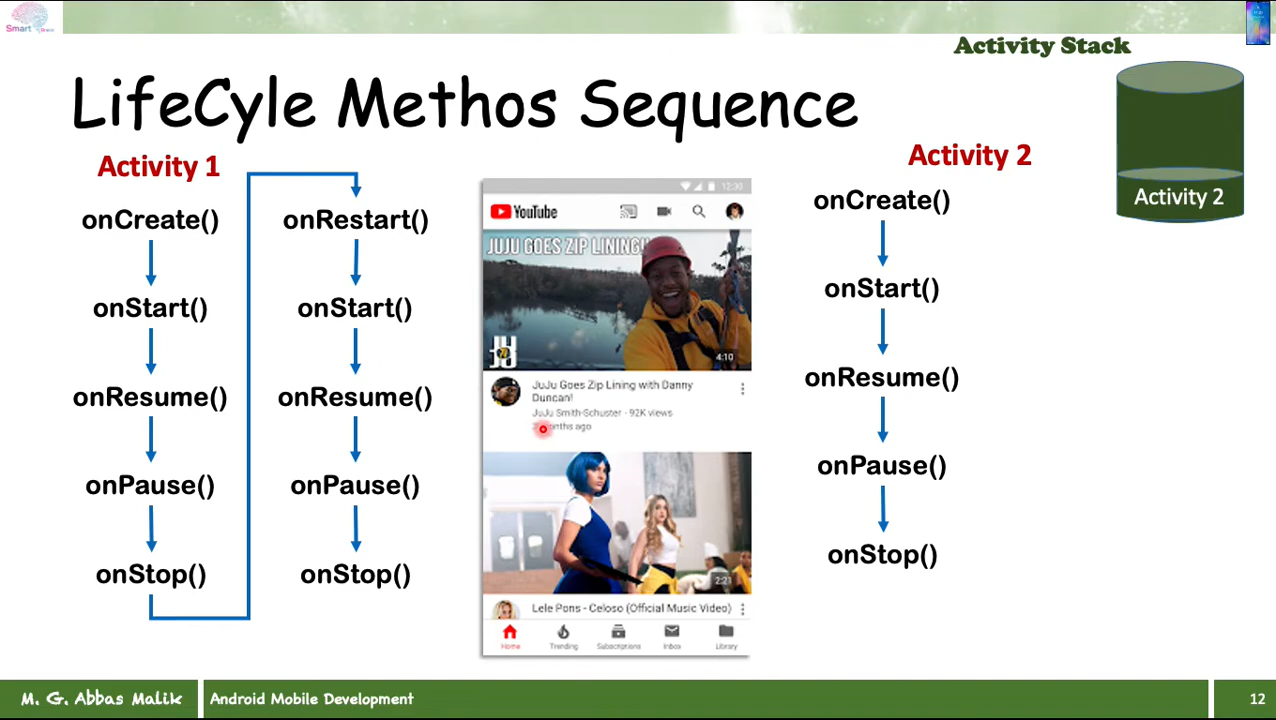 Smart
Activity Stack
LifeCyle Methos Sequence
Activity 1
onCreate()
onStart()
onResume()
onPause()
onStop()
onRestart()
onStart()
onResume()
onPause()
onStop()
12:30
YouTube
JUJU GOES ZIP LINING!!
4:10
JuJu Goes Zip Lining with Danny
Duncan!
JuJu Smith-Schuster · 92K views
months ago
2:21
Lele Pons - Celoso (Official Music Video)
Home
Trending
Subscriptions
Inbox
Library
Activity 2
onCreate()
onStart()
onResume()
onPause()
onStop()
Activity 2
M. G. Abbas Malik
Android Mobile Development
12